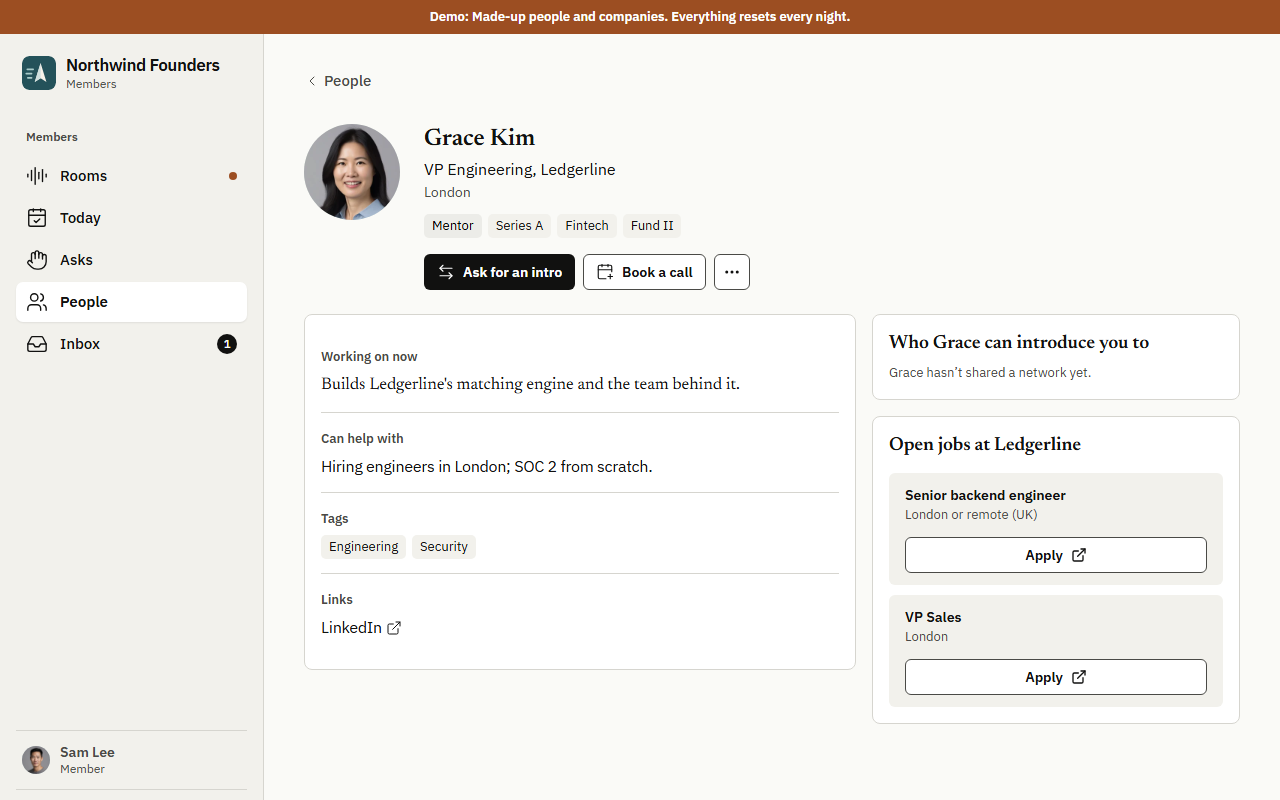 Demo: Made-up people and companies. Everything resets every night.
Northwind Founders
Members
Members
Rooms
Today
Asks
People
Inbox
1
Sam Lee
Member
People
Grace Kim
VP Engineering, Ledgerline
London
Mentor
Series A
Fintech
Fund II
Ask for an intro
Book a call
Working on now
Builds Ledgerline's matching engine and the team behind it.
Can help with
Hiring engineers in London; SOC 2 from scratch.
Tags
Engineering
Security
Links
LinkedIn
Who Grace can introduce you to
Grace hasn’t shared a network yet.
Open jobs at Ledgerline
Senior backend engineer
London or remote (UK)
Apply
VP Sales
London
Apply